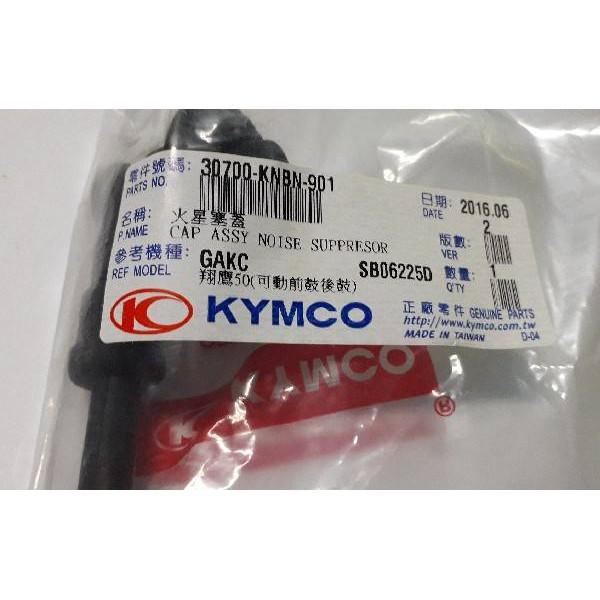 零件號碼: 30700-KNBN-901
PARTS NO.
日期: 2016.06
DATE
名稱: 火星塞蓋
P.NAME CAP ASSY NOISE SUPPRESOR
版數: 2
VER
參考機種: GAKC SB06225D
REF MODEL 翔鷹50(可動前鼓後鼓)
數量: 1
Q'TY
KYMCO
正廠零件 GENUINE PARTS
http://www.kymco.com.tw
MADE IN TAIWAN D-04
KYMCO
®